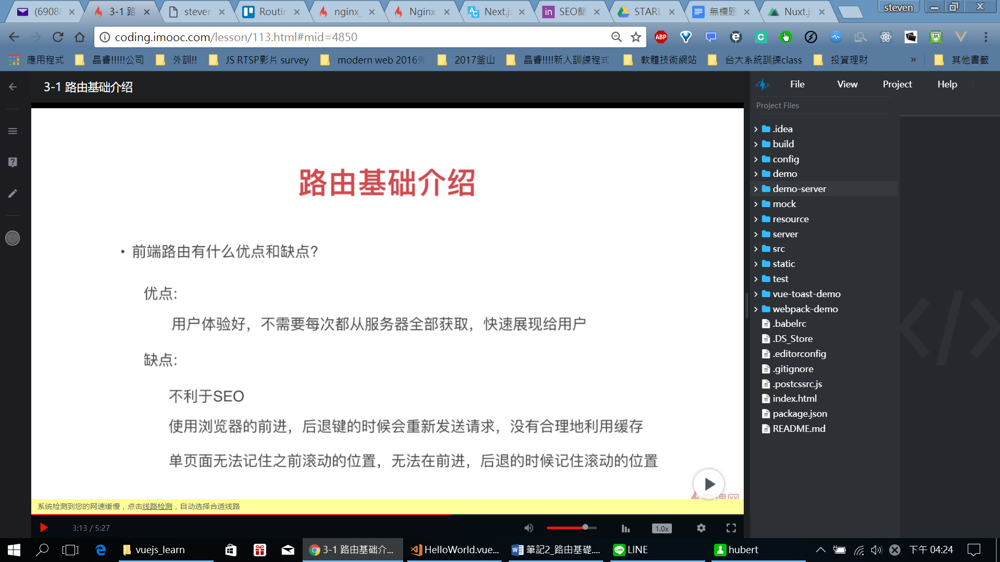 (6908
3-1 路
steven
Routin
nginx_
Nginx
Next.js
SEO簡
STARL
無標題
Nuxt.js
steven
coding.imooc.com/lesson/113.html#mid=4850
應用程式
晶睿!!!!!公司
外訓!!
JS RTSP影片 survey
modern web 2016外
2017釜山
晶睿!!!!新人訓練程式
軟體技術網站
台大系統訓練class
投資理財
»
其他書籤
3-1 路由基础介绍
File View Project Help
Project Files
.idea
build
config
demo
demo-server
mock
resource
server
src
static
test
vue-toast-demo
webpack-demo
.babelrc
.DS_Store
.editorconfig
.gitignore
.postcssrc.js
index.html
package.json
README.md
路由基础介绍
• 前端路由有什么优点和缺点?
优点:
用户体验好，不需要每次都从服务器全部获取，快速展现给用户
缺点:
不利于SEO
使用浏览器的前进，后退键的时候会重新发送请求，没有合理地利用缓存
单页面无法记住之前滚动的位置，无法在前进，后退的时候记住滚动的位置
系统检测到您的网速缓慢，点击线路检测，自动选择合适线路
3:13 / 5:27
1.0x
vuejs_learn
3-1 路由基础介...
HelloWorld.vue...
筆記2_路由基礎....
LINE
hubert
下午 04:24